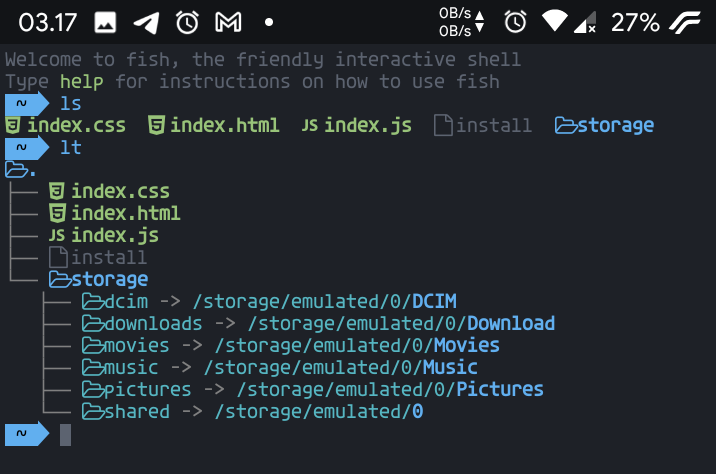 03.17 0B/s 0B/s 27%
Welcome to fish, the friendly interactive shell
Type help for instructions on how to use fish
~ ls
index.css index.html JS index.js install storage
~ lt
.
index.css
index.html
JS index.js
install
storage
dcim -> /storage/emulated/0/DCIM
downloads -> /storage/emulated/0/Download
movies -> /storage/emulated/0/Movies
music -> /storage/emulated/0/Music
pictures -> /storage/emulated/0/Pictures
shared -> /storage/emulated/0
~